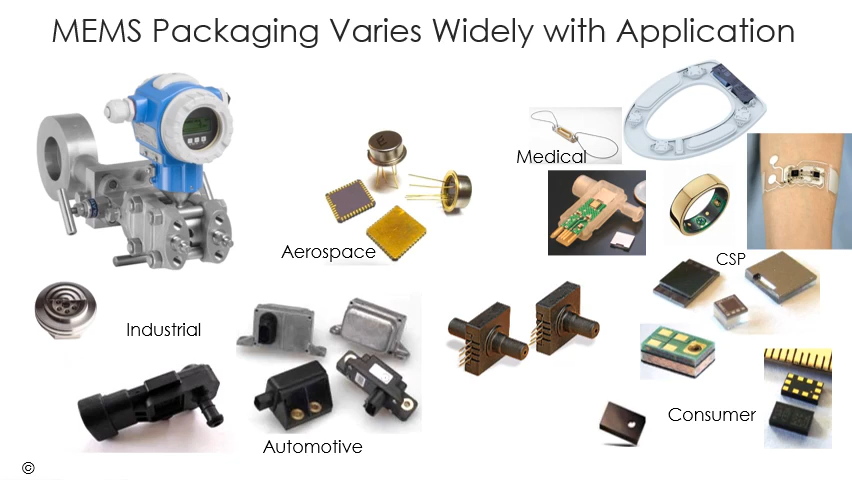 MEMS Packaging Varies Widely with Application
Medical
Aerospace
CSP
Industrial
Consumer
Automotive
©